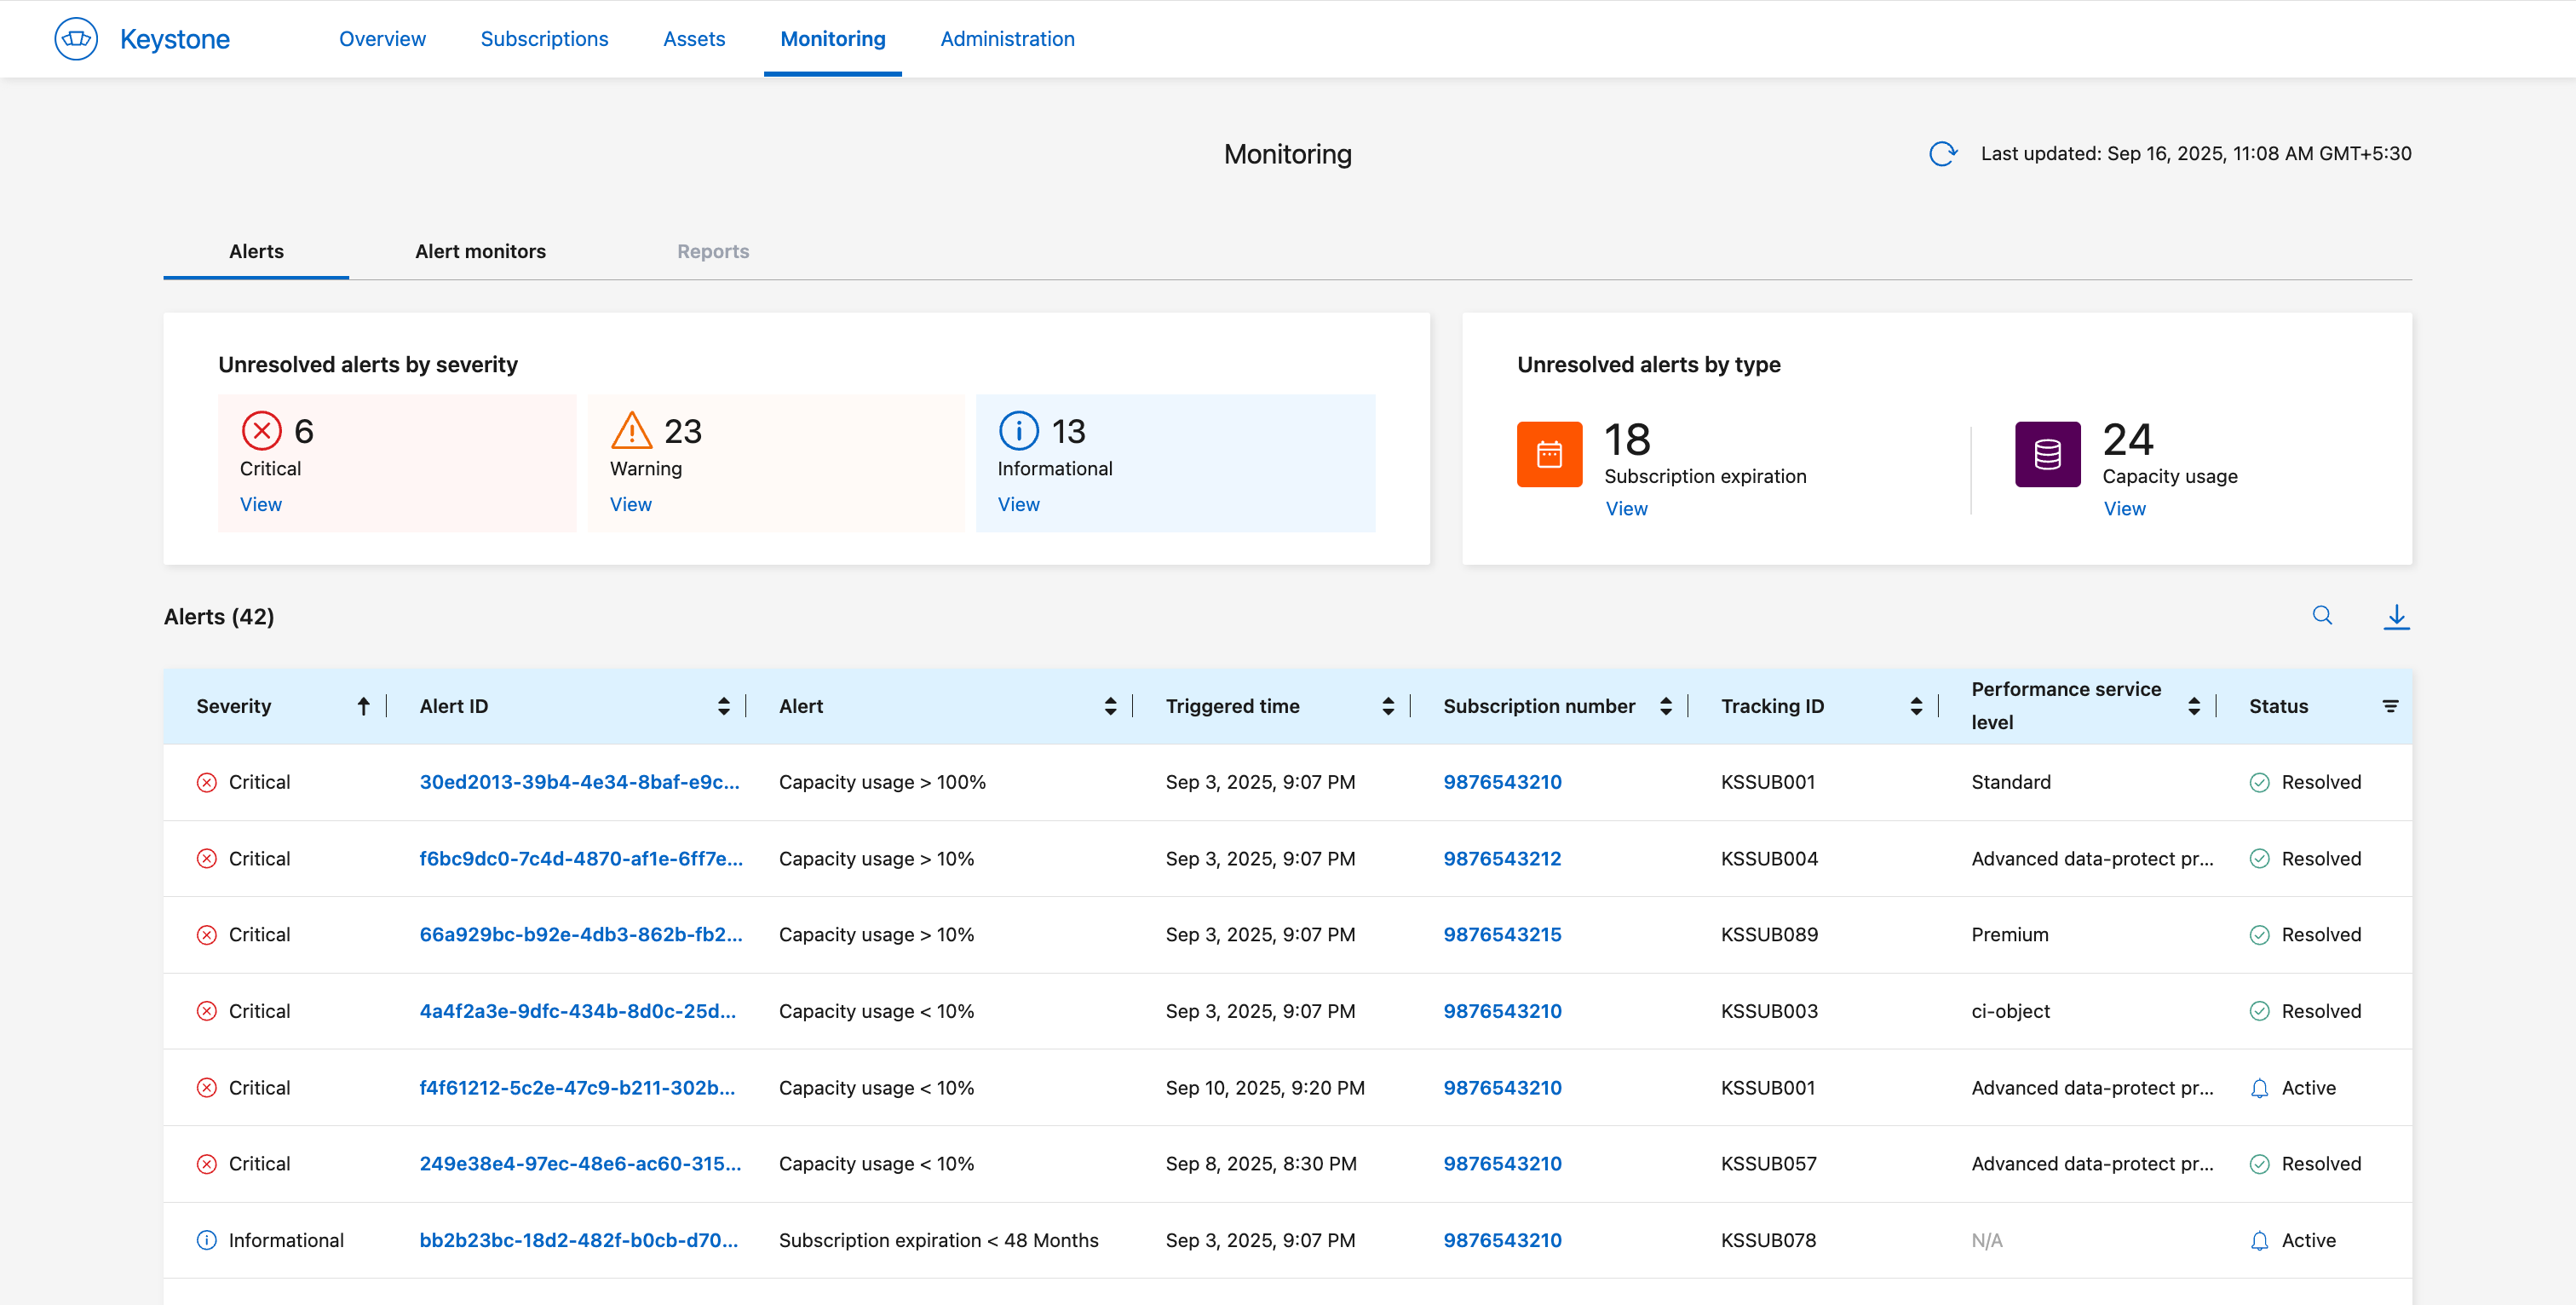 Keystone Overview Subscriptions Assets Monitoring Administration
Monitoring
Last updated: Sep 16, 2025, 11:08 AM GMT+5:30
Alerts Alert monitors Reports
Unresolved alerts by severity
6
Critical
View
23
Warning
View
13
Informational
View
Unresolved alerts by type
18
Subscription expiration
View
24
Capacity usage
View
Alerts (42)
Severity Alert ID Alert Triggered time Subscription number Tracking ID Performance service level Status
Critical 30ed2013-39b4-4e34-8baf-e9c... Capacity usage > 100% Sep 3, 2025, 9:07 PM 9876543210 KSSUB001 Standard Resolved
Critical f6bc9dc0-7c4d-4870-af1e-6ff7e... Capacity usage > 10% Sep 3, 2025, 9:07 PM 9876543212 KSSUB004 Advanced data-protect pr... Resolved
Critical 66a929bc-b92e-4db3-862b-fb2... Capacity usage > 10% Sep 3, 2025, 9:07 PM 9876543215 KSSUB089 Premium Resolved
Critical 4a4f2a3e-9dfc-434b-8d0c-25d... Capacity usage < 10% Sep 3, 2025, 9:07 PM 9876543210 KSSUB003 ci-object Resolved
Critical f4f61212-5c2e-47c9-b211-302b... Capacity usage < 10% Sep 10, 2025, 9:20 PM 9876543210 KSSUB001 Advanced data-protect pr... Active
Critical 249e38e4-97ec-48e6-ac60-315... Capacity usage < 10% Sep 8, 2025, 8:30 PM 9876543210 KSSUB057 Advanced data-protect pr... Resolved
Informational bb2b23bc-18d2-482f-b0cb-d70... Subscription expiration < 48 Months Sep 3, 2025, 9:07 PM 9876543210 KSSUB078 N/A Active